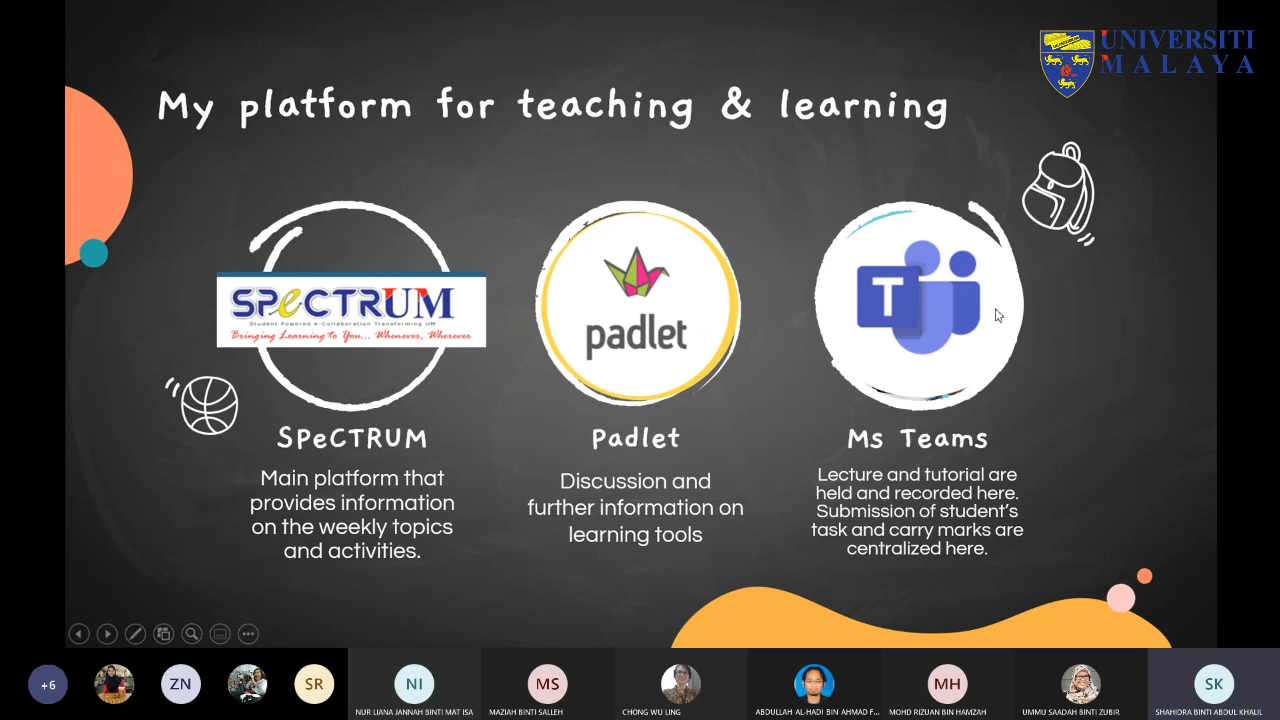 UNIVERSITI
MALAYA
My platform for teaching & learning
SPeCTRUM
Student Powered e-Collaboration Transforming UM
Bringing Learning to You... Whenever, Wherever
padlet
T
SPeCTRUM
Main platform that
provides information
on the weekly topics
and activities.
Padlet
Discussion and
further information on
learning tools
Ms Teams
Lecture and tutorial are
held and recorded here.
Submission of student's
task and carry marks are
centralized here.
+6
ZN
SR
NI
NUR LIANA JANNAH BINTI MAT ISA
MS
MAZIAH BINTI SALLEH
CHONG WU LING
ABDULLAH AL-HADI BIN AHMAD F...
MH
MOHD RIZUAN BIN HAMZAH
UMMU SAADAH BINTI ZUBIR
SK
SHAHIDRA BINTI ABDUL KHALIL